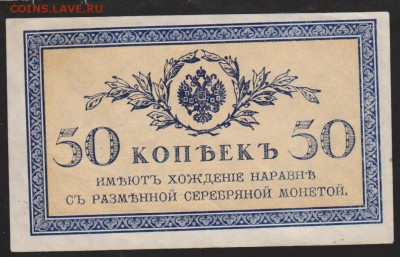 COINS.LAVE.RU
50 КОПѢЕКЪ 50
ИМѢЮТЪ ХОЖДЕНІЕ НАРАВНѢ
СЪ РАЗМѢННОЙ СЕРЕБРЯНОЙ МОНЕТОЙ.